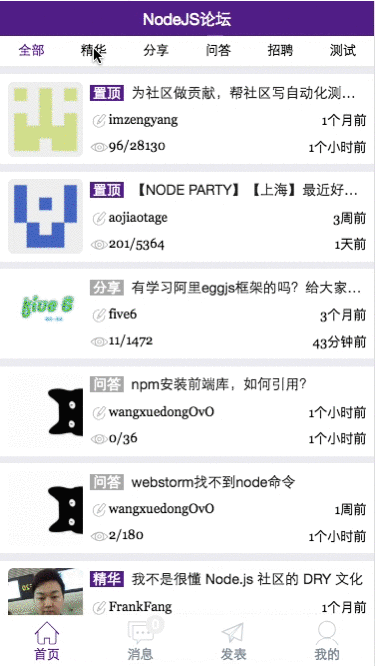 NodeJS论坛
全部 精华 分享 问答 招聘 测试
置顶 为社区做贡献，帮社区写自动化测...
imzengyang 1个月前
96/28130 1个小时前
置顶 【NODE PARTY】【上海】最近好...
aojiaotage 3周前
201/5364 1天前
分享 有学习阿里eggjs框架的吗？给大家...
five6 3个月前
11/1472 43分钟前
问答 npm安装前端库，如何引用？
wangxuedongOvO 1个小时前
0/36 1个小时前
问答 webstorm找不到node命令
wangxuedongOvO 1周前
2/180 1个小时前
精华 我不是很懂 Node.js 社区的 DRY 文化
FrankFang 1个月前
0
首页 消息 发表 我的